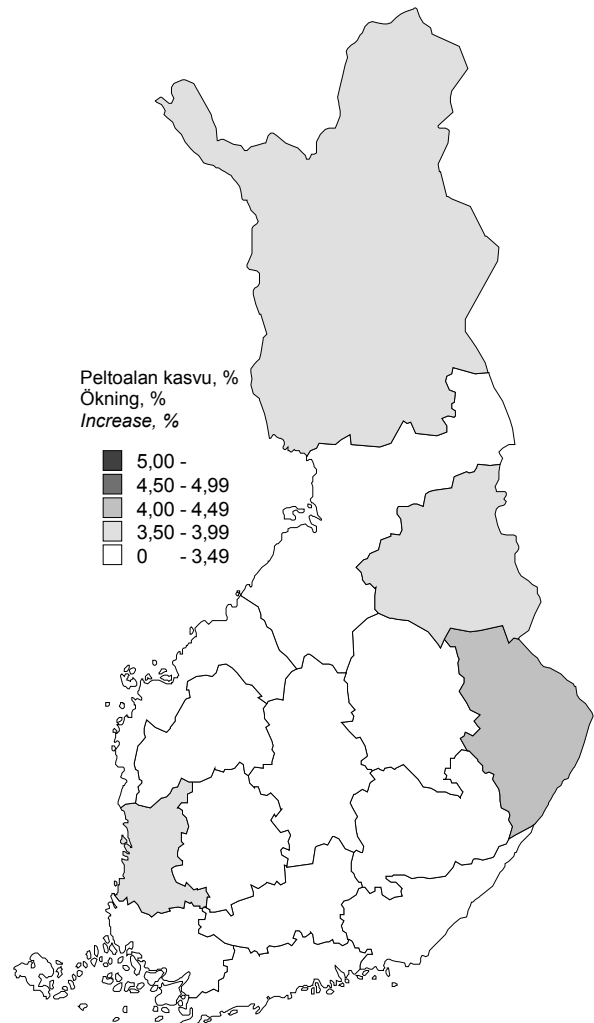 Peltoalan kasvu, %
Ökning, %
Increase, %
5,00 -
4,50 - 4,99
4,00 - 4,49
3,50 - 3,99
0 - 3,49